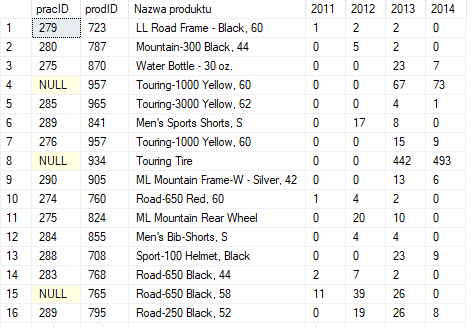 pracID prodID Nazwa produktu 2011 2012 2013 2014
1 279 723 LL Road Frame - Black, 60 1 2 2 0
2 280 787 Mountain-300 Black, 44 0 5 2 0
3 275 870 Water Bottle - 30 oz. 0 0 23 7
4 NULL 957 Touring-1000 Yellow, 60 0 0 67 73
5 285 965 Touring-3000 Yellow, 62 0 0 4 1
6 289 841 Men's Sports Shorts, S 0 17 8 0
7 276 957 Touring-1000 Yellow, 60 0 0 15 9
8 NULL 934 Touring Tire 0 0 442 493
9 290 905 ML Mountain Frame-W - Silver, 42 0 0 13 6
10 274 760 Road-650 Red, 60 1 4 2 0
11 275 824 ML Mountain Rear Wheel 0 20 10 0
12 284 855 Men's Bib-Shorts, S 0 4 4 0
13 288 708 Sport-100 Helmet, Black 0 0 23 9
14 283 768 Road-650 Black, 44 2 7 2 0
15 NULL 765 Road-650 Black, 58 11 39 26 0
16 289 795 Road-250 Black, 52 0 19 26 8